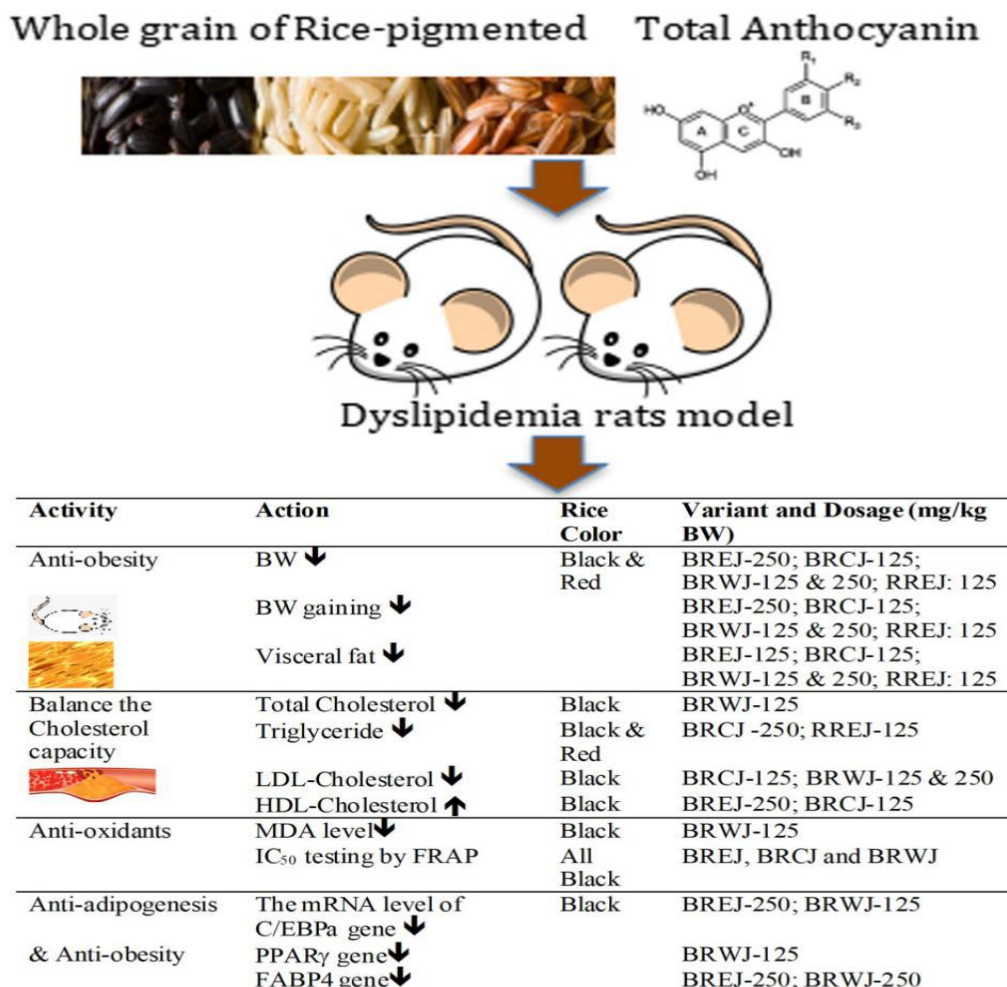 Whole grain of Rice-pigmented Total Anthocyanin
R₁
R₂
B
R₃
HO
O⁺
A C
OH
OH
Dyslipidemia rats model
Activity Action Rice Color Variant and Dosage (mg/kg BW)
Anti-obesity BW ↓ Black & Red BREJ-250; BRCJ-125;
BRWJ-125 & 250; RREJ: 125
BW gaining ↓ BREJ-250; BRCJ-125;
BRWJ-125 & 250; RREJ: 125
Visceral fat ↓ BREJ-125; BRCJ-125;
BRWJ-125 & 250; RREJ: 125
Balance the Cholesterol capacity Total Cholesterol ↓ Black BRWJ-125
Triglyceride ↓ Black & Red BRCJ -250; RREJ-125
LDL-Cholesterol ↓ Black BRCJ-125; BRWJ-125 & 250
HDL-Cholesterol ↑ Black BREJ-250; BRCJ-125
Anti-oxidants MDA level↓ Black BRWJ-125
IC₅₀ testing by FRAP All Black BREJ, BRCJ and BRWJ
Anti-adipogenesis The mRNA level of Black BREJ-250; BRWJ-125
C/EBPa gene ↓
& Anti-obesity PPARγ gene↓ BRWJ-125
FABP4 gene↓ BREJ-250; BRWJ-250